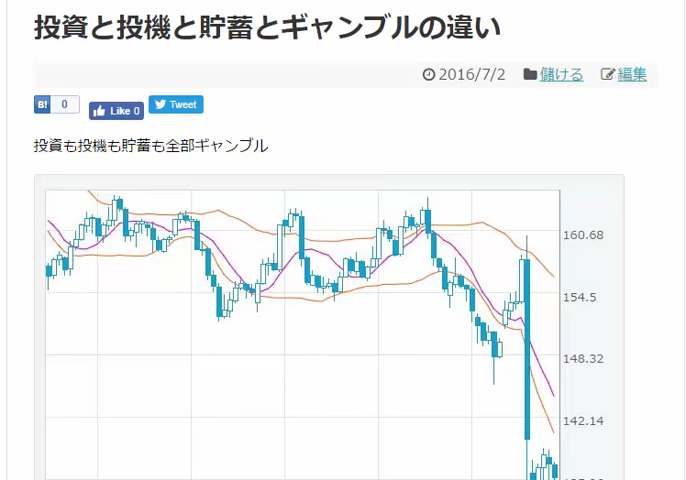 投資と投機と貯蓄とギャンブルの違い
2016/7/2 儲ける 編集
B! 0 Like 0 Tweet
投資も投機も貯蓄も全部ギャンブル
160.68
154.5
148.32
142.14